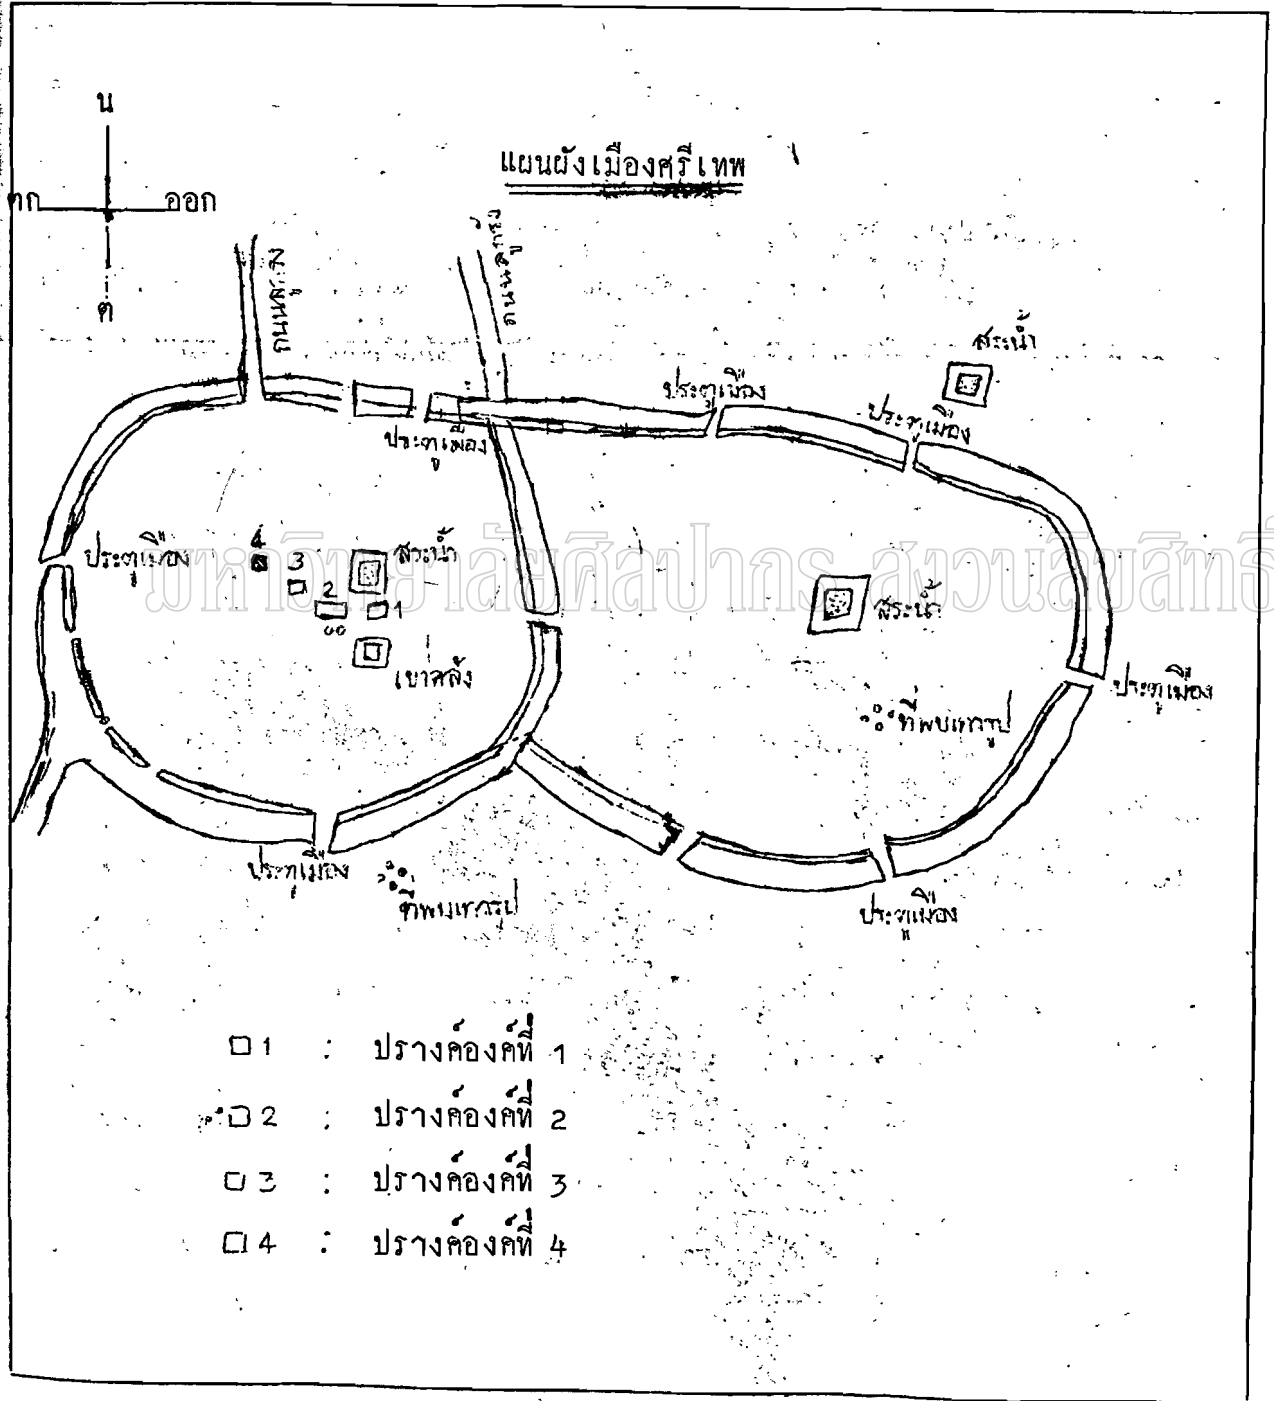 น
แผนผังเมืองศรีเทพ
ตก ออก
ต
ถนนลูกรัง
ถนนลูกรัง
สระน้ำ
ประตูเมือง
ประตูเมือง
ประตูเมือง
ประตูเมือง
4
3
สระน้ำ
2
1
สระน้ำ
เขาคลัง
ประตูเมือง
ที่พบเทวรูป
ประตูเมือง
ที่พบเทวรูป
ประตูเมือง
มหาวิทยาลัยศิลปากร สงวนลิขสิทธิ์
1 : ปรางค์องค์ที่ 1
2 : ปรางค์องค์ที่ 2
3 : ปรางค์องค์ที่ 3
4 : ปรางค์องค์ที่ 4